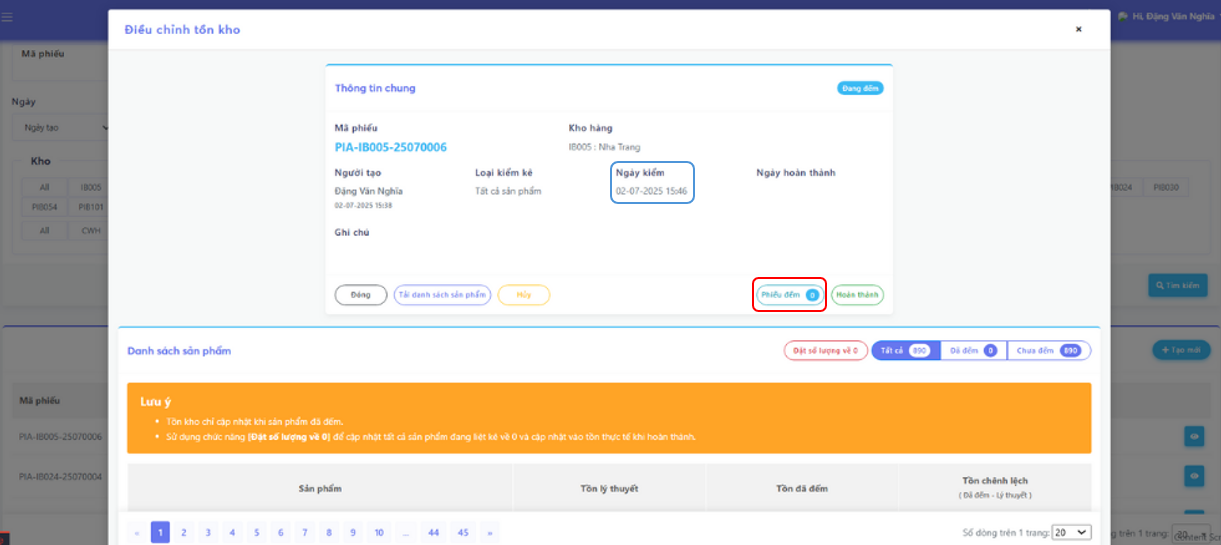 Điều chỉnh tồn kho
×
Hi, Đặng Văn Nghĩa
Mã phiếu
Ngày
Ngày tạo
Kho
All IB005
PIB054 PIB101
All CWH
IB024 PIB030
Tìm kiếm
+ Tạo mới
Mã phiếu
PIA-IB005-25070006
PIA-IB024-25070004
Thông tin chung
Đang đếm
Mã phiếu Kho hàng
PIA-IB005-25070006 IB005 : Nha Trang
Người tạo Loại kiểm kê Ngày kiểm Ngày hoàn thành
Đặng Văn Nghĩa Tất cả sản phẩm 02-07-2025 15:46
02-07-2025 15:38
Ghi chú
Đóng Tải danh sách sản phẩm Hủy Phiếu đếm 0 Hoàn thành
Danh sách sản phẩm Đặt số lượng về 0 Tất cả 890 Đã đếm 0 Chưa đếm 890
Lưu ý
• Tồn kho chỉ cập nhật khi sản phẩm đã đếm.
• Sử dụng chức năng [Đặt số lượng về 0] để cập nhật tất cả sản phẩm đang liệt kê về 0 và cập nhật vào tồn thực tế khi hoàn thành.
Sản phẩm Tồn lý thuyết Tồn đã đếm Tồn chênh lệch
( Đã đếm - Lý thuyết )
« 1 2 3 4 5 6 7 8 9 10 ... 44 45 »
Số dòng trên 1 trang: 20
g trên 1 trang: 20